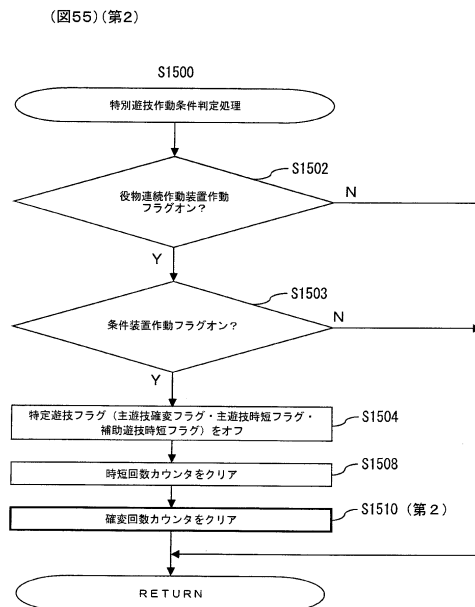 (図55)(第2)
S1500
特別遊技作動条件判定処理
S1502
役物連続作動装置作動
フラグオン?
N
Y
S1503
条件装置作動フラグオン?
N
Y
特定遊技フラグ(主遊技確変フラグ・主遊技時短フラグ・
補助遊技時短フラグ)をオフ
S1504
時短回数カウンタをクリア
S1508
確変回数カウンタをクリア
S1510 (第2)
RETURN